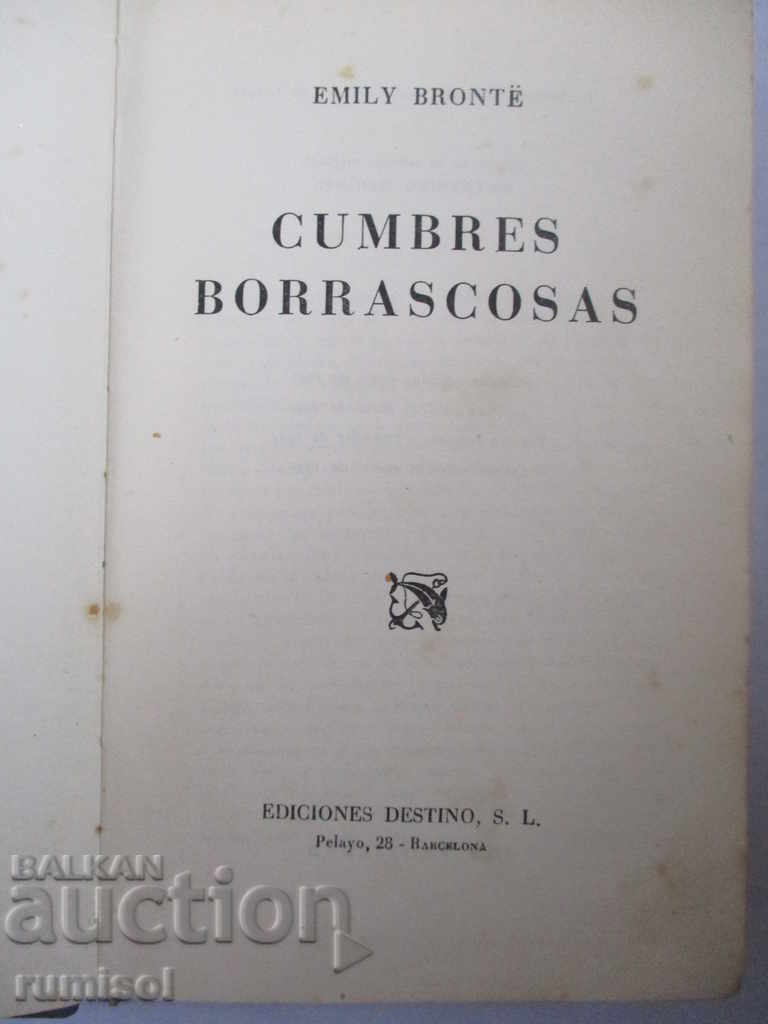 EMILY BRONTË
CUMBRES
BORRASCOSAS
EDICIONES DESTINO, S. L.
Pelayo, 28 - BARCELONA
BALKAN
auction
rumisol